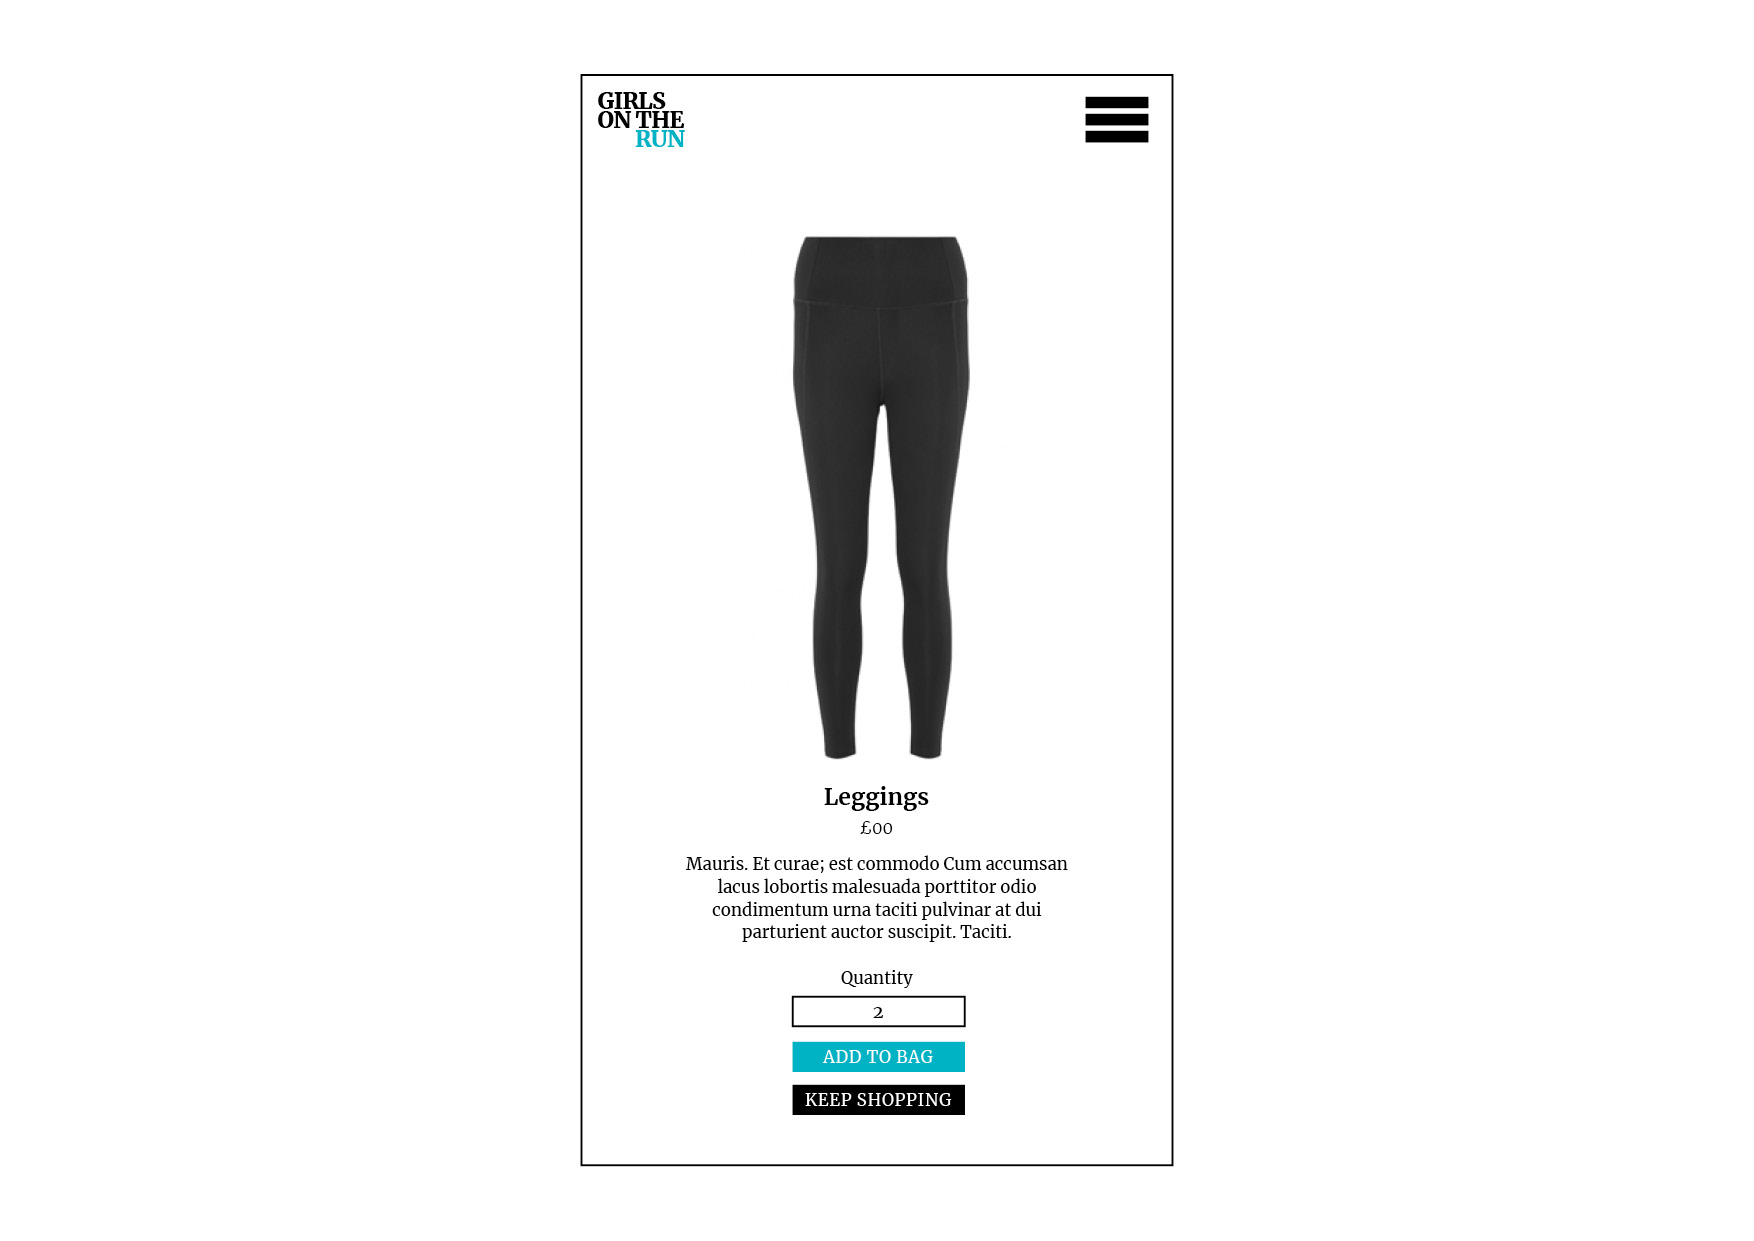 GIRLS
ON THE
RUN
Leggings
£00
Mauris. Et curae; est commodo Cum accumsan
lacus lobortis malesuada porttitor odio
condimentum urna taciti pulvinar at dui
parturient auctor suscipit. Taciti.
Quantity
2
ADD TO BAG
KEEP SHOPPING